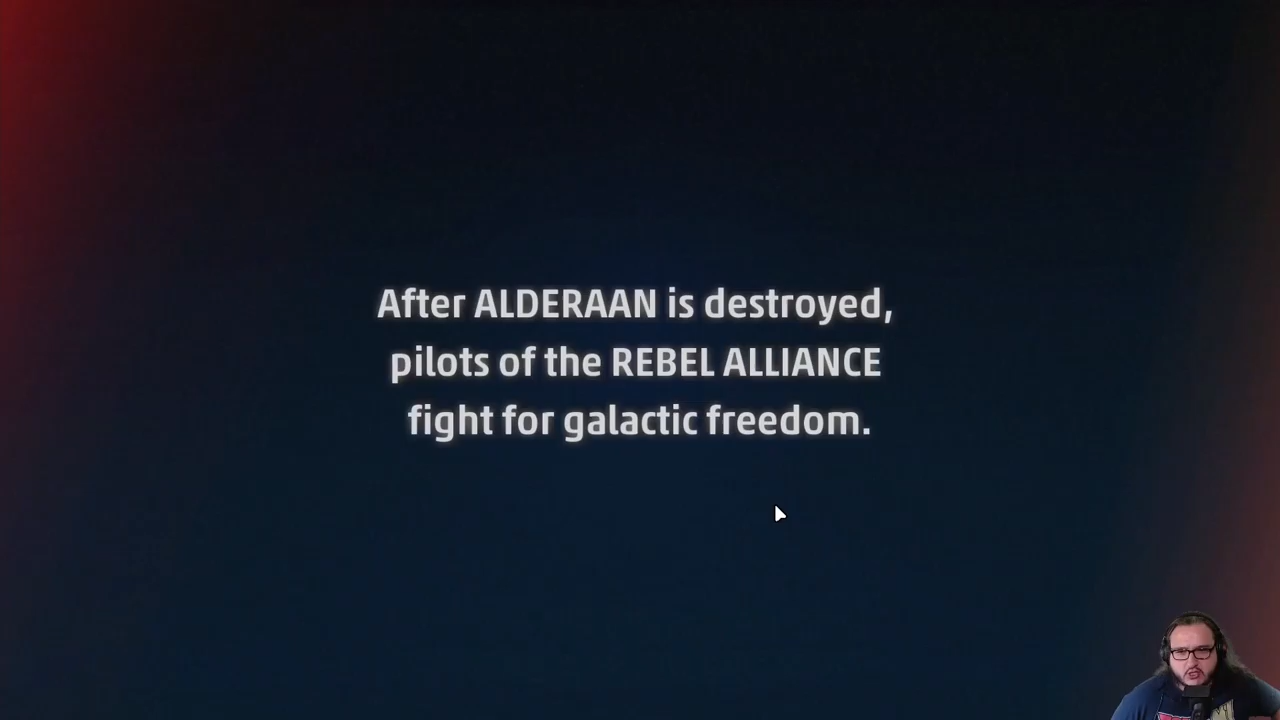 After ALDERAAN is destroyed,
pilots of the REBEL ALLIANCE
fight for galactic freedom.